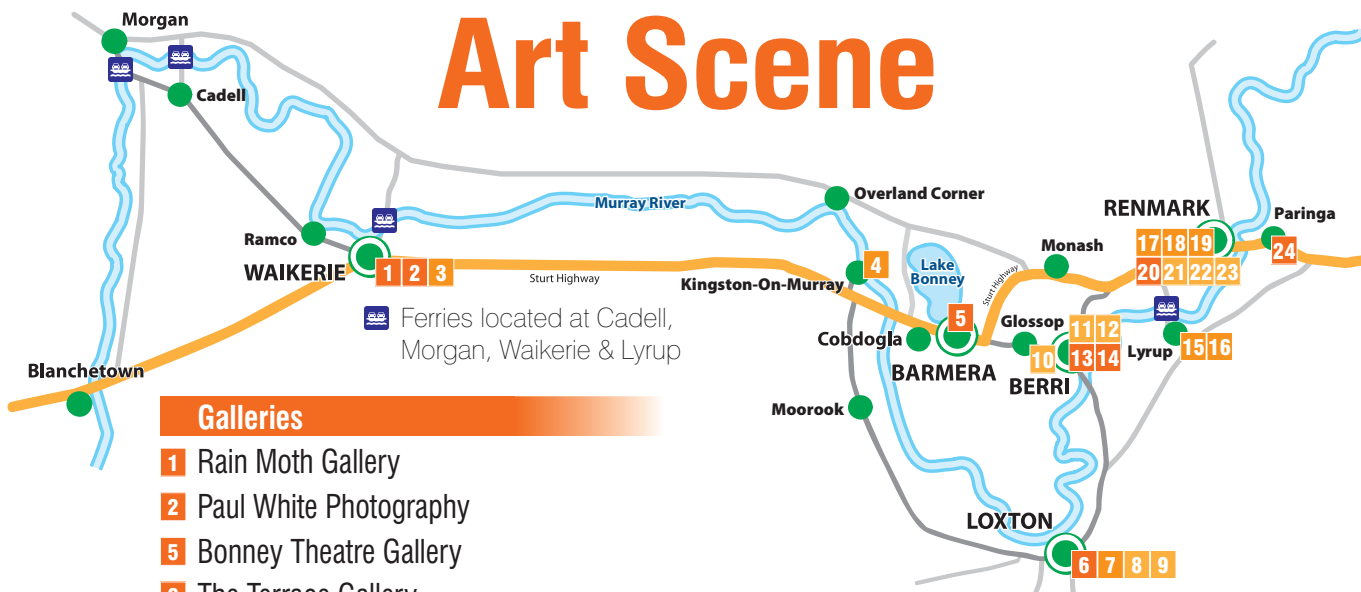 Art Scene
Morgan
Cadell
Overland Corner
Murray River
RENMARK
Paringa
Ramco
17 18 19
Monash
24
WAIKERIE
1 2 3
4
Lake
Bonney
20 21 22 23
Sturt Highway
Sturt Highway
Kingston-On-Murray
Ferries located at Cadell,
Morgan, Waikerie & Lyrup
5
Glossop
11 12
Cobdogla
10
13 14
Lyrup
15 16
Blanchetown
BARMERA
BERRI
Moorook
Galleries
1 Rain Moth Gallery
2 Paul White Photography
LOXTON
5 Bonney Theatre Gallery
6 7 8 9
The Terrace Gallery